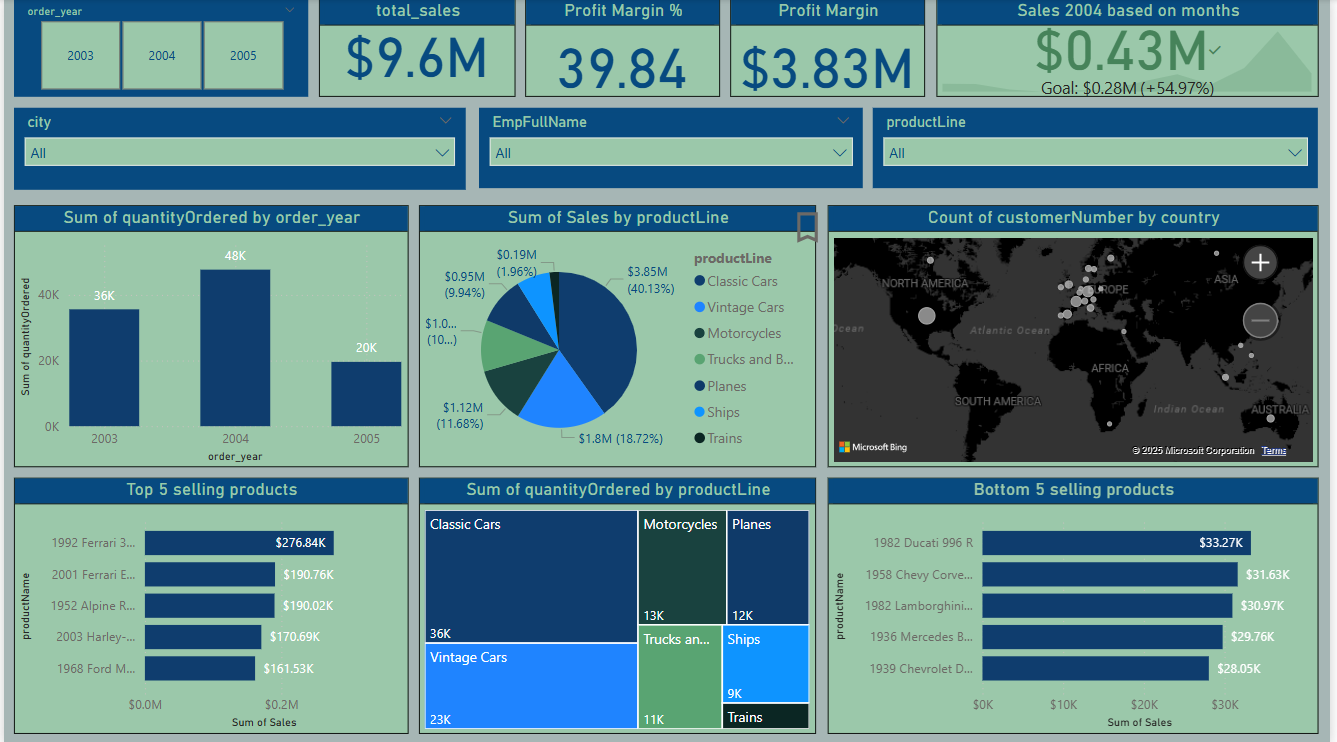 order_year
2003
2004
2005
total_sales
$9.6M
Profit Margin %
39.84
Profit Margin
$3.83M
Sales 2004 based on months
$0.43M
Goal: $0.28M (+54.97%)
city
All
EmpFullName
All
productLine
All
Sum of quantityOrdered by order_year
Sum of quantityOrdered
40K
20K
0K
36K
48K
20K
2003
2004
2005
order_year
Sum of Sales by productLine
$0.19M
(1.96%)
$0.95M
(9.94%)
$1.0...
(10...)
$1.12M
(11.68%)
$1.8M (18.72%)
$3.85M
(40.13%)
productLine
Classic Cars
Vintage Cars
Motorcycles
Trucks and B...
Planes
Ships
Trains
Count of customerNumber by country
NORTH AMERICA
EUROPE
ASIA
Ocean
Atlantic Ocean
AFRICA
SOUTH AMERICA
Indian Ocean
AUSTRALIA
Microsoft Bing
© 2025 Microsoft Corporation Terms
Top 5 selling products
productName
1992 Ferrari 3...
$276.84K
2001 Ferrari E...
$190.76K
1952 Alpine R...
$190.02K
2003 Harley-...
$170.69K
1968 Ford M...
$161.53K
$0.0M
$0.2M
Sum of Sales
Sum of quantityOrdered by productLine
Classic Cars
36K
Vintage Cars
23K
Motorcycles
13K
Planes
12K
Trucks an...
11K
Ships
9K
Trains
Bottom 5 selling products
productName
1982 Ducati 996 R
$33.27K
1958 Chevy Corve...
$31.63K
1982 Lamborghini...
$30.97K
1936 Mercedes B...
$29.76K
1939 Chevrolet D...
$28.05K
$0K
$10K
$20K
$30K
Sum of Sales